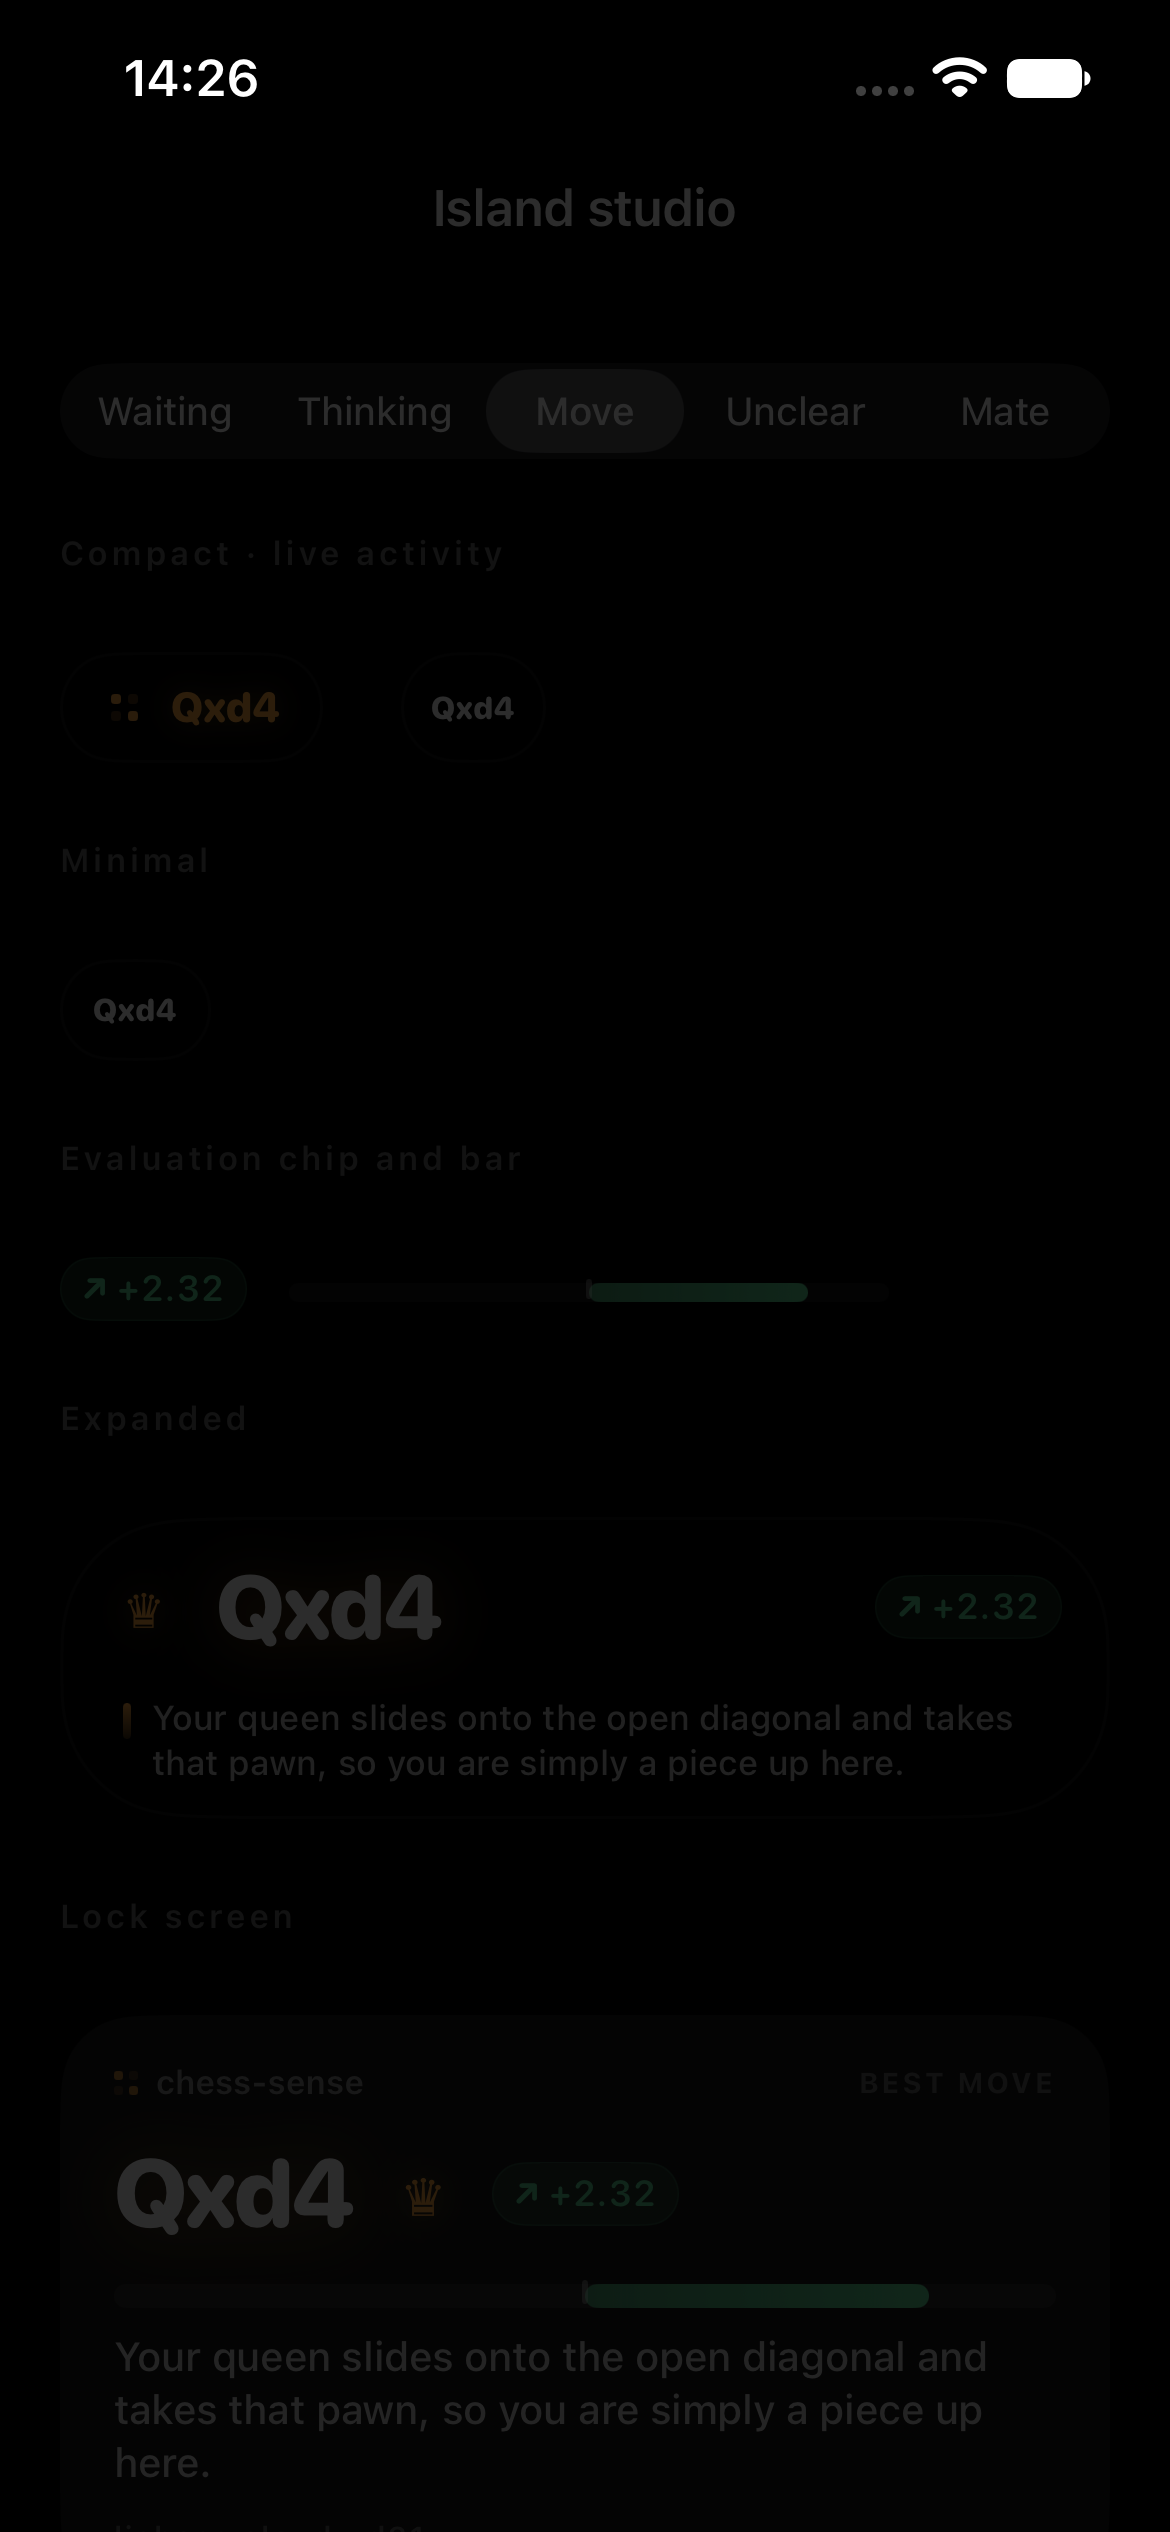 14:26
Island studio
Waiting Thinking Move Unclear Mate
Compact · live activity
Qxd4 Qxd4
Minimal
Qxd4
Evaluation chip and bar
+2.32
Expanded
Qxd4 +2.32
Your queen slides onto the open diagonal and takes
that pawn, so you are simply a piece up here.
Lock screen
chess-sense BEST MOVE
Qxd4 +2.32
Your queen slides onto the open diagonal and
takes that pawn, so you are simply a piece up
here.